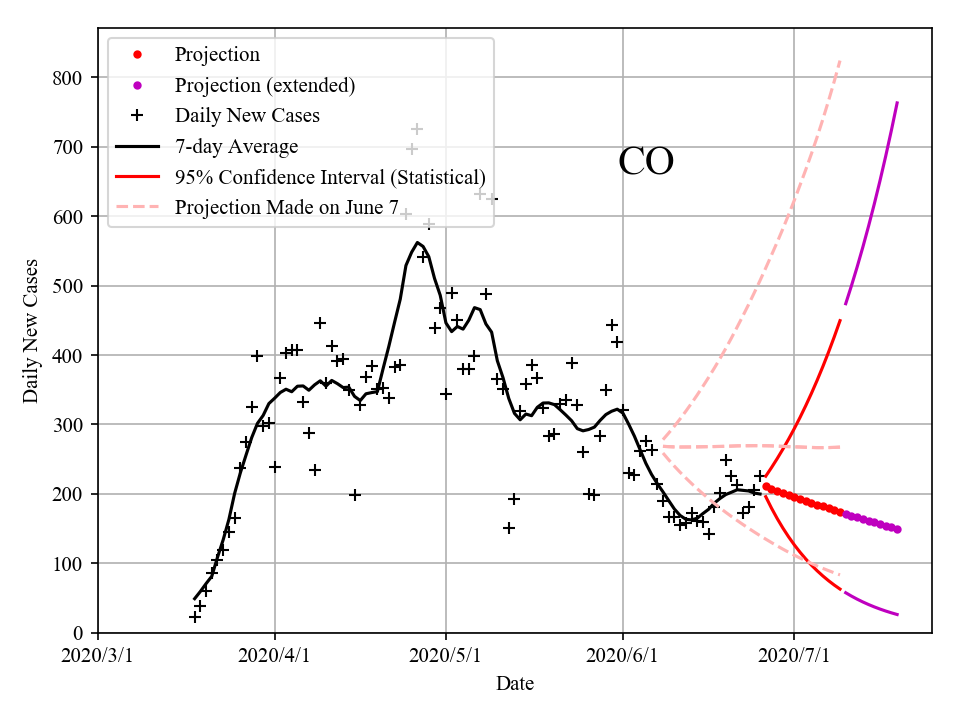 Projection
Projection (extended)
Daily New Cases
7-day Average
95% Confidence Interval (Statistical)
Projection Made on June 7
CO
800
700
600
500
400
300
200
100
0
Daily New Cases
2020/3/1 2020/4/1 2020/5/1 2020/6/1 2020/7/1
Date